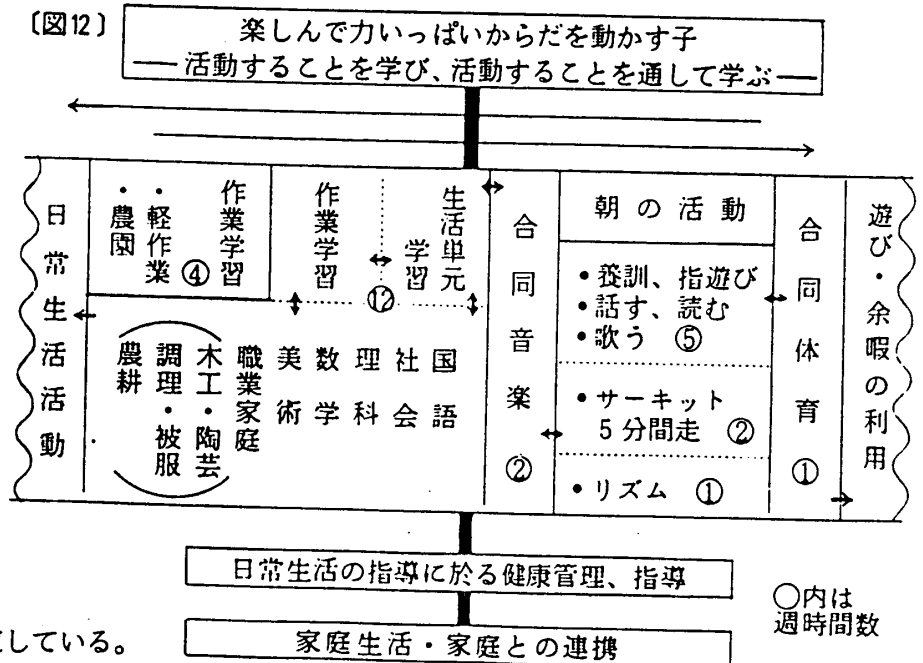 〔図12〕
楽しんで力いっぱいからだを動かす子
― 活動することを学び、活動することを通して学ぶ ―
遊び・余暇の利用
合同体育①
朝の活動
• 養訓、指遊び
• 話す、読む
• 歌う ⑤
• サーキット
5分間走 ②
• リズム ①
合同音楽②
生活単元
学習
作業学習
⑫
国語
社会
理科
数学
美術
職業家庭
(木工・陶芸
調理・被服
農耕)
作業学習
・軽作業
・農園
④
日常生活活動
日常生活の指導に於る健康管理、指導
家庭生活・家庭との連携
○内は
週時間数
している。